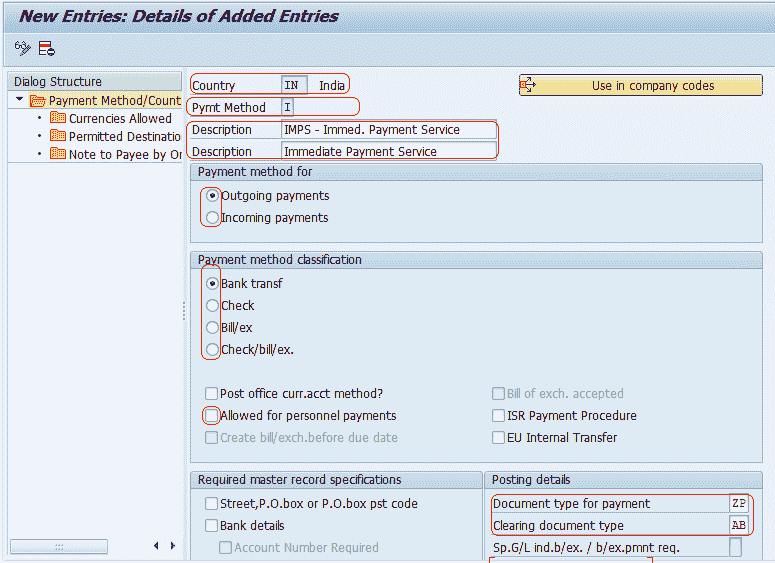 New Entries: Details of Added Entries
Dialog Structure
Payment Method/Count
Currencies Allowed
Permitted Destinatio
Note to Payee by Or
Country IN India
Use in company codes
Pymt Method I
Description IMPS - Immed. Payment Service
Description Immediate Payment Service
Payment method for
Outgoing payments
Incoming payments
Payment method classification
Bank transf
Check
Bill/ex
Check/bill/ex.
Post office curr.acct method? Bill of exch. accepted
Allowed for personnel payments ISR Payment Procedure
Create bill/exch.before due date EU Internal Transfer
Required master record specifications
Street,P.O.box or P.O.box pst code
Bank details
Account Number Required
Posting details
Document type for payment ZP
Clearing document type AB
Sp.G/L ind.b/ex. / b/ex.pmnt req.